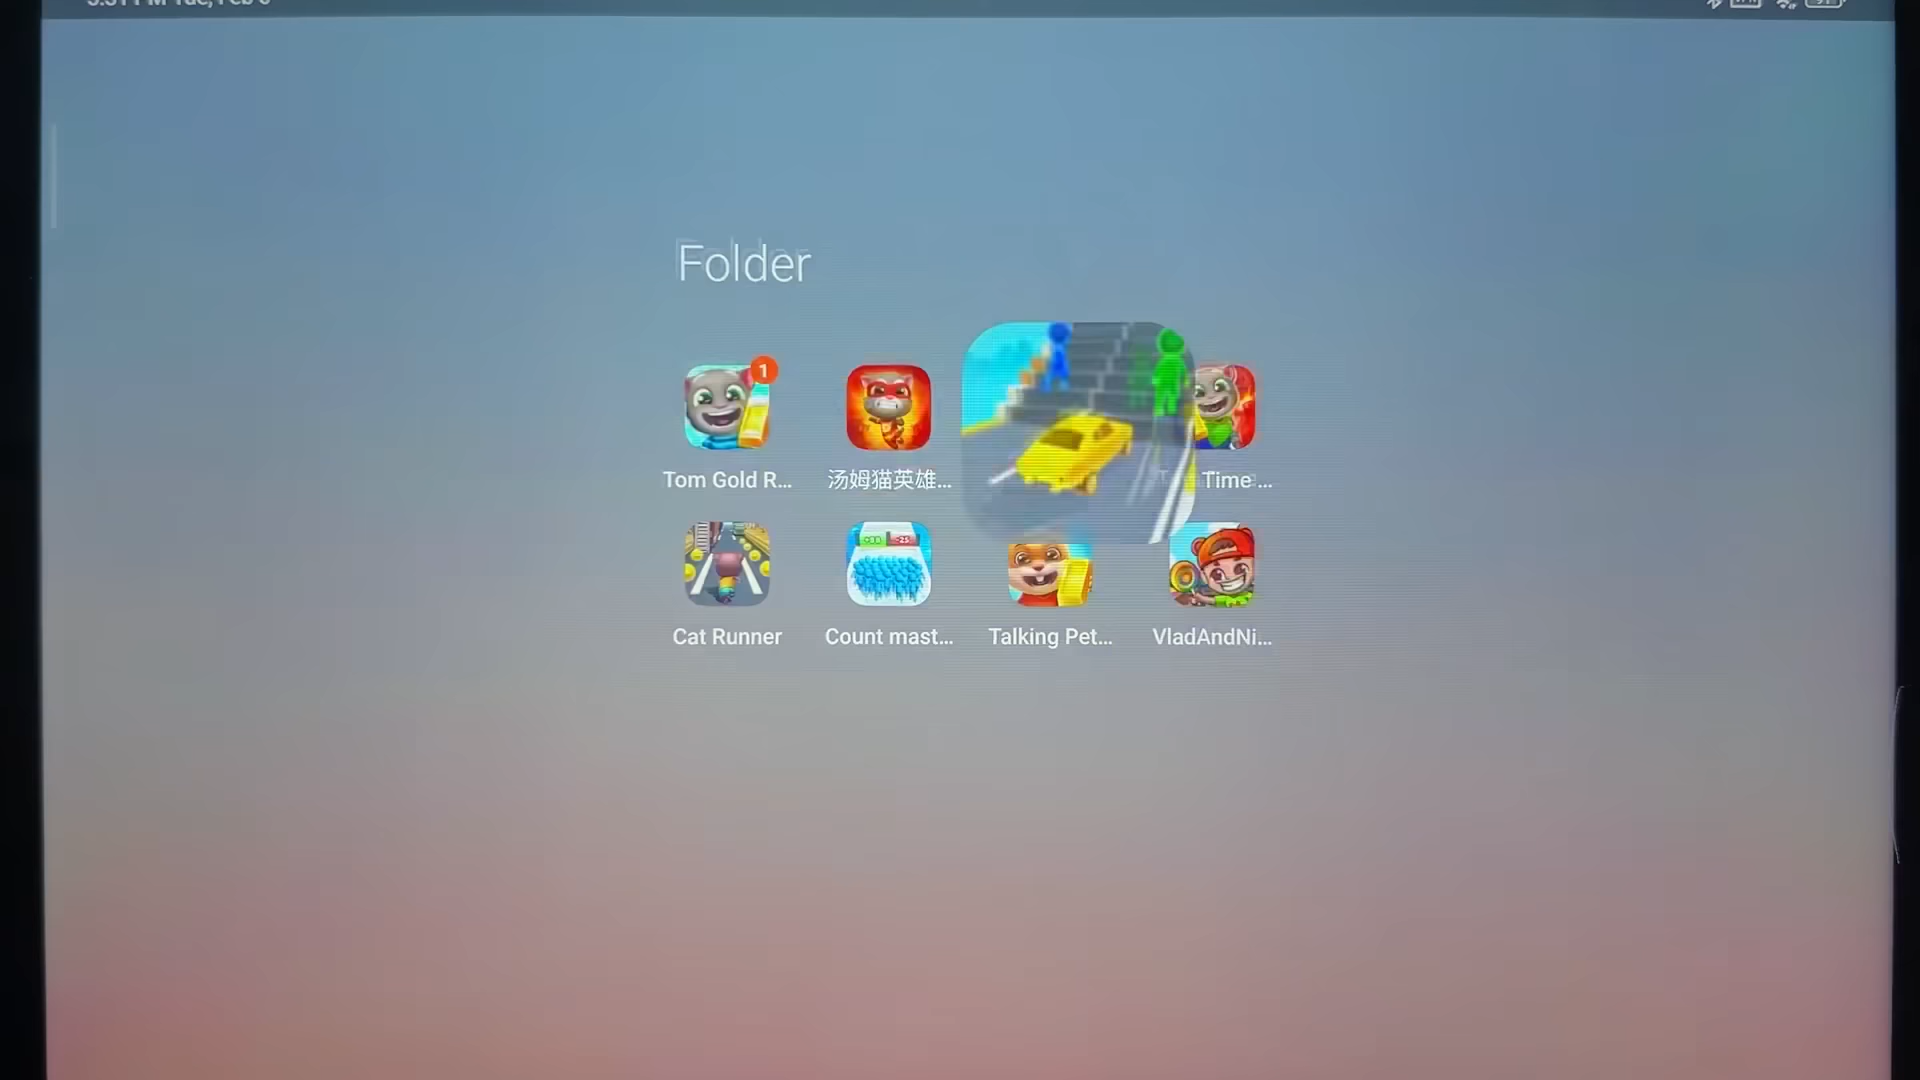 Folder
1
Tom Gold R...
汤姆猫英雄...
Time ...
Cat Runner
Count mast...
Talking Pet...
VladAndNi...